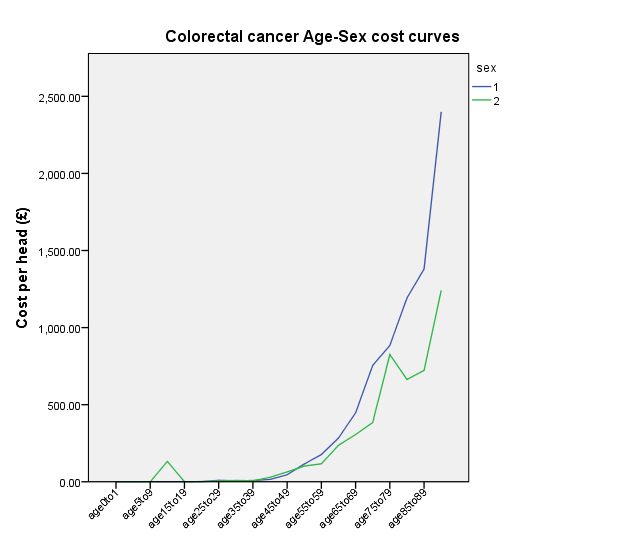 Colorectal cancer Age-Sex cost curves
sex
1
2
Cost per head (£)
2,500.00
2,000.00
1,500.00
1,000.00
500.00
0.00
age0to1
age5to9
age15to19
age25to29
age35to39
age45to49
age55to59
age65to69
age75to79
age85to89